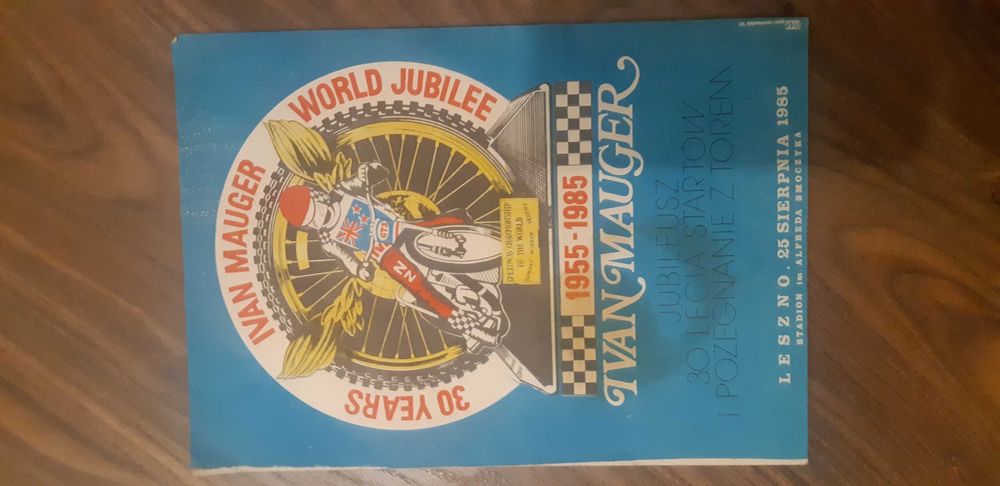 30 YEARS IVAN MAUGER WORLD JUBILEE
NZ
SPEEDWAY CHAMPIONSHIP
OF THE WORLD
1955-1985
IVAN MAUGER
JUBILEUSZ
30 LECIA STARTÓW
I POŻEGNANIE Z TOREM
LESZNO. 25 SIERPNIA 1985
STADION im ALFREDA SMOCZYKA